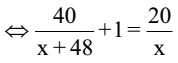 ⇔ 40/(x + 48) + 1 = 20/x